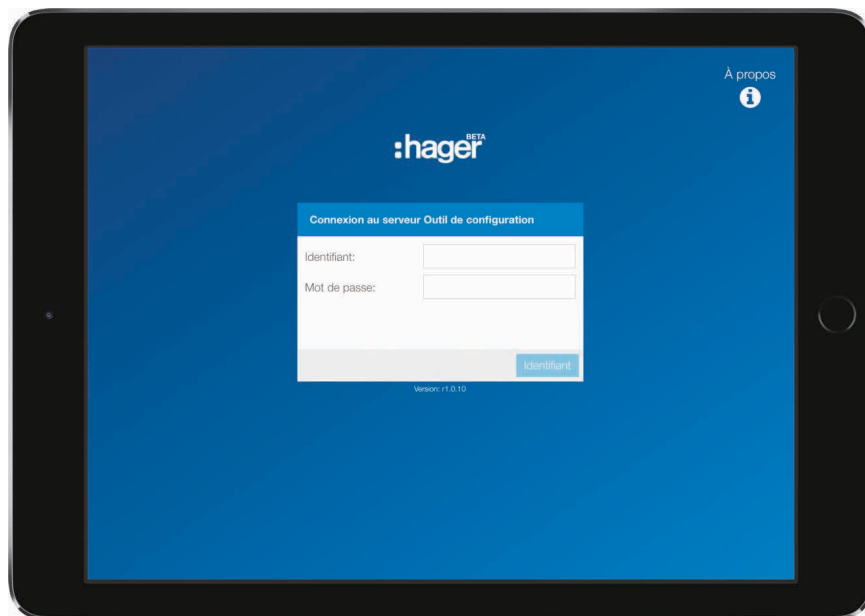 À propos
:hager
BETA
Connexion au serveur Outil de configuration
Identifiant:
Mot de passe:
Identifiant
Version: r1.0.10